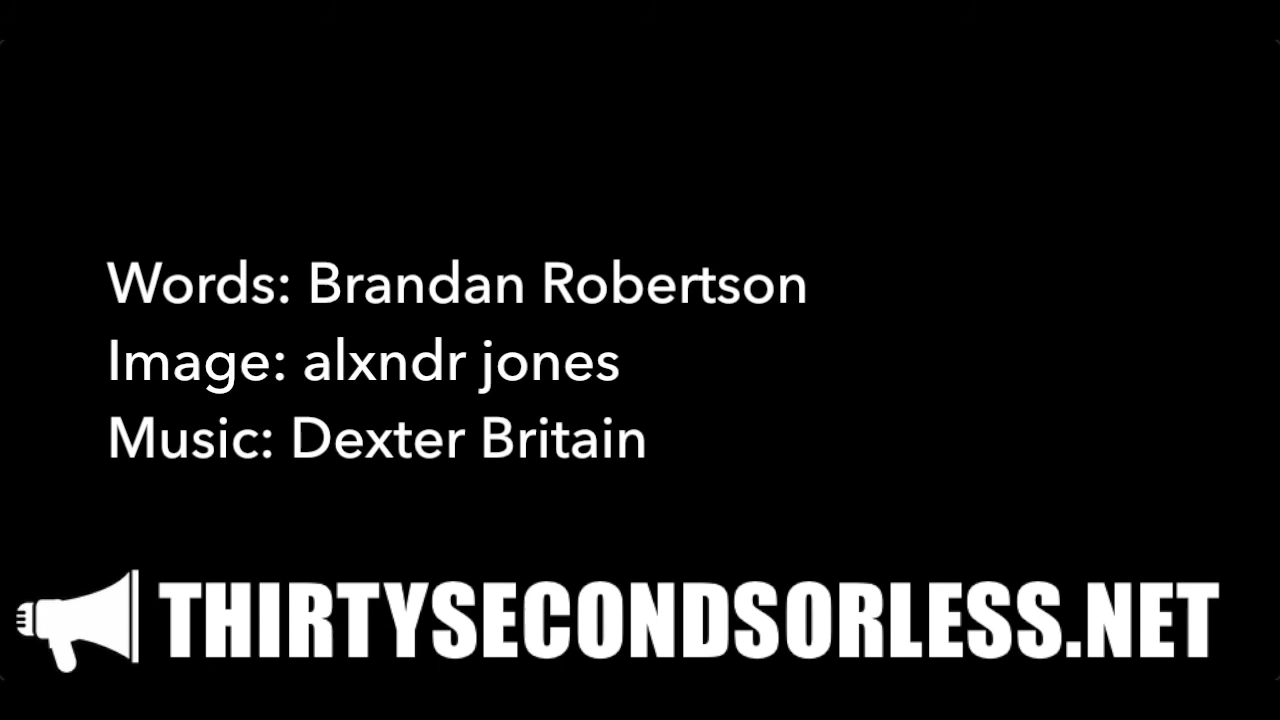 Words: Brandan Robertson
Image: alxndr jones
Music: Dexter Britain
THIRTYSECONDSORLESS.NET